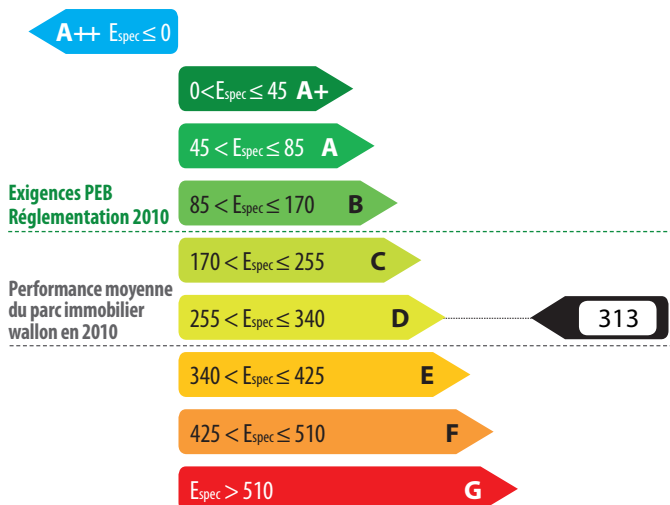 A++ Espec ≤ 0
0<Espec ≤ 45 A+
45 < Espec ≤ 85 A
Exigences PEB
Réglementation 2010
85 < Espec ≤ 170 B
170 < Espec ≤ 255 C
Performance moyenne
du parc immobilier
wallon en 2010
255 < Espec ≤ 340 D
313
340 < Espec ≤ 425 E
425 < Espec ≤ 510 F
Espec > 510 G